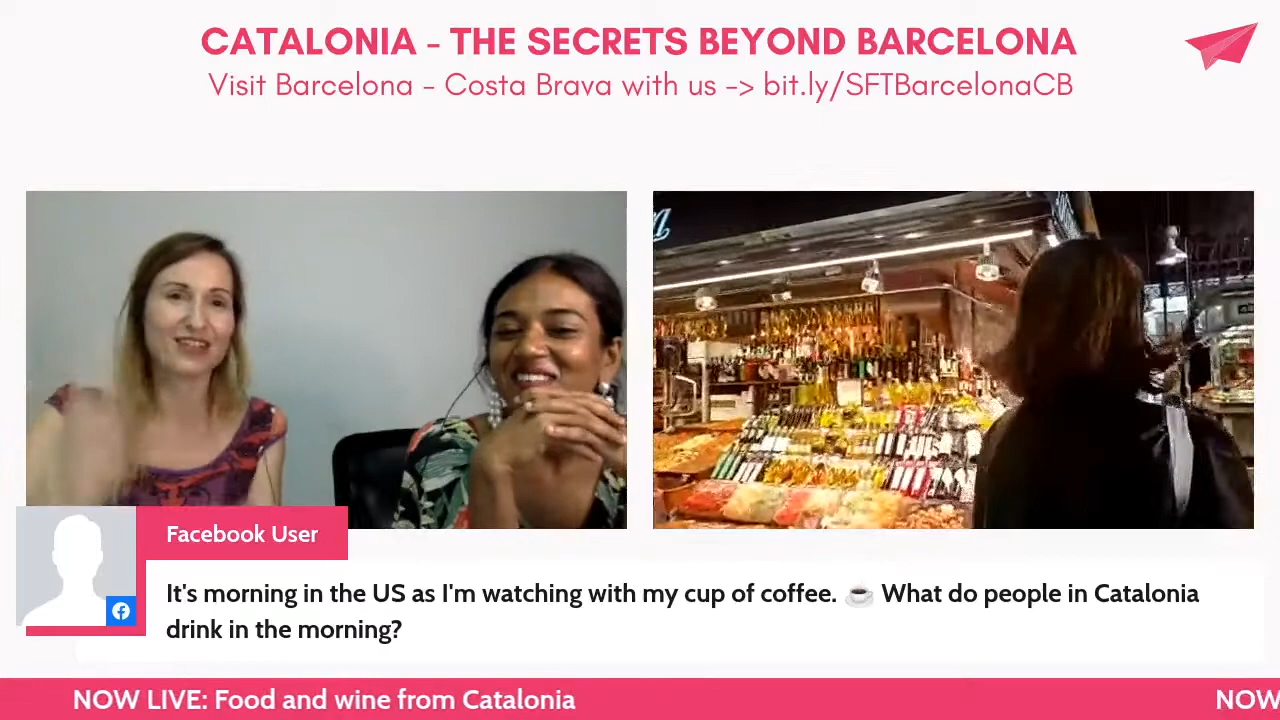 CATALONIA - THE SECRETS BEYOND BARCELONA
Visit Barcelona - Costa Brava with us -> bit.ly/SFTBarcelonaCB
Facebook User
It's morning in the US as I'm watching with my cup of coffee. ☕ What do people in Catalonia
drink in the morning?
NOW LIVE: Food and wine from Catalonia
NOW